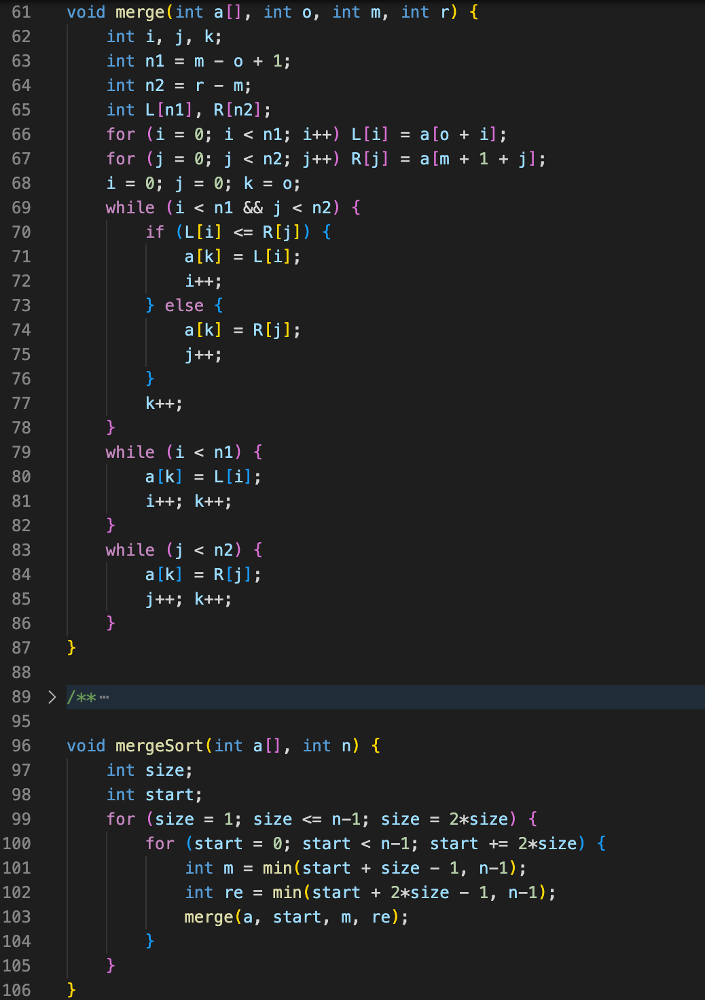 61 void merge(int a[], int o, int m, int r) {
62     int i, j, k;
63     int n1 = m - o + 1;
64     int n2 = r - m;
65     int L[n1], R[n2];
66     for (i = 0; i < n1; i++) L[i] = a[o + i];
67     for (j = 0; j < n2; j++) R[j] = a[m + 1 + j];
68     i = 0; j = 0; k = o;
69     while (i < n1 && j < n2) {
70         if (L[i] <= R[j]) {
71             a[k] = L[i];
72             i++;
73         } else {
74             a[k] = R[j];
75             j++;
76         }
77         k++;
78     }
79     while (i < n1) {
80         a[k] = L[i];
81         i++; k++;
82     }
83     while (j < n2) {
84         a[k] = R[j];
85         j++; k++;
86     }
87 }
88
89 > /** ⋯
95
96 void mergeSort(int a[], int n) {
97     int size;
98     int start;
99     for (size = 1; size <= n-1; size = 2*size) {
100         for (start = 0; start < n-1; start += 2*size) {
101             int m = min(start + size - 1, n-1);
102             int re = min(start + 2*size - 1, n-1);
103             merge(a, start, m, re);
104         }
105     }
106 }